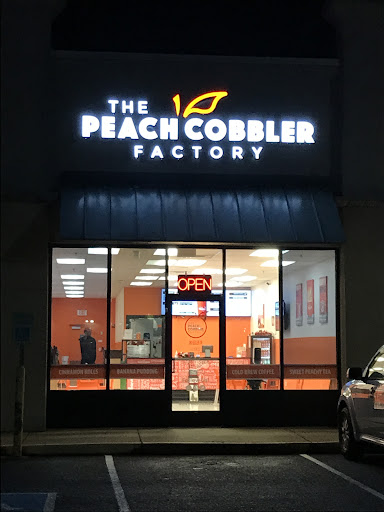 THE
PEACH COBBLER
FACTORY
OPEN
CINNAMON ROLLS
BANANA PUDDING
COLD BREW COFFEE
SWEET PEACHY TEA